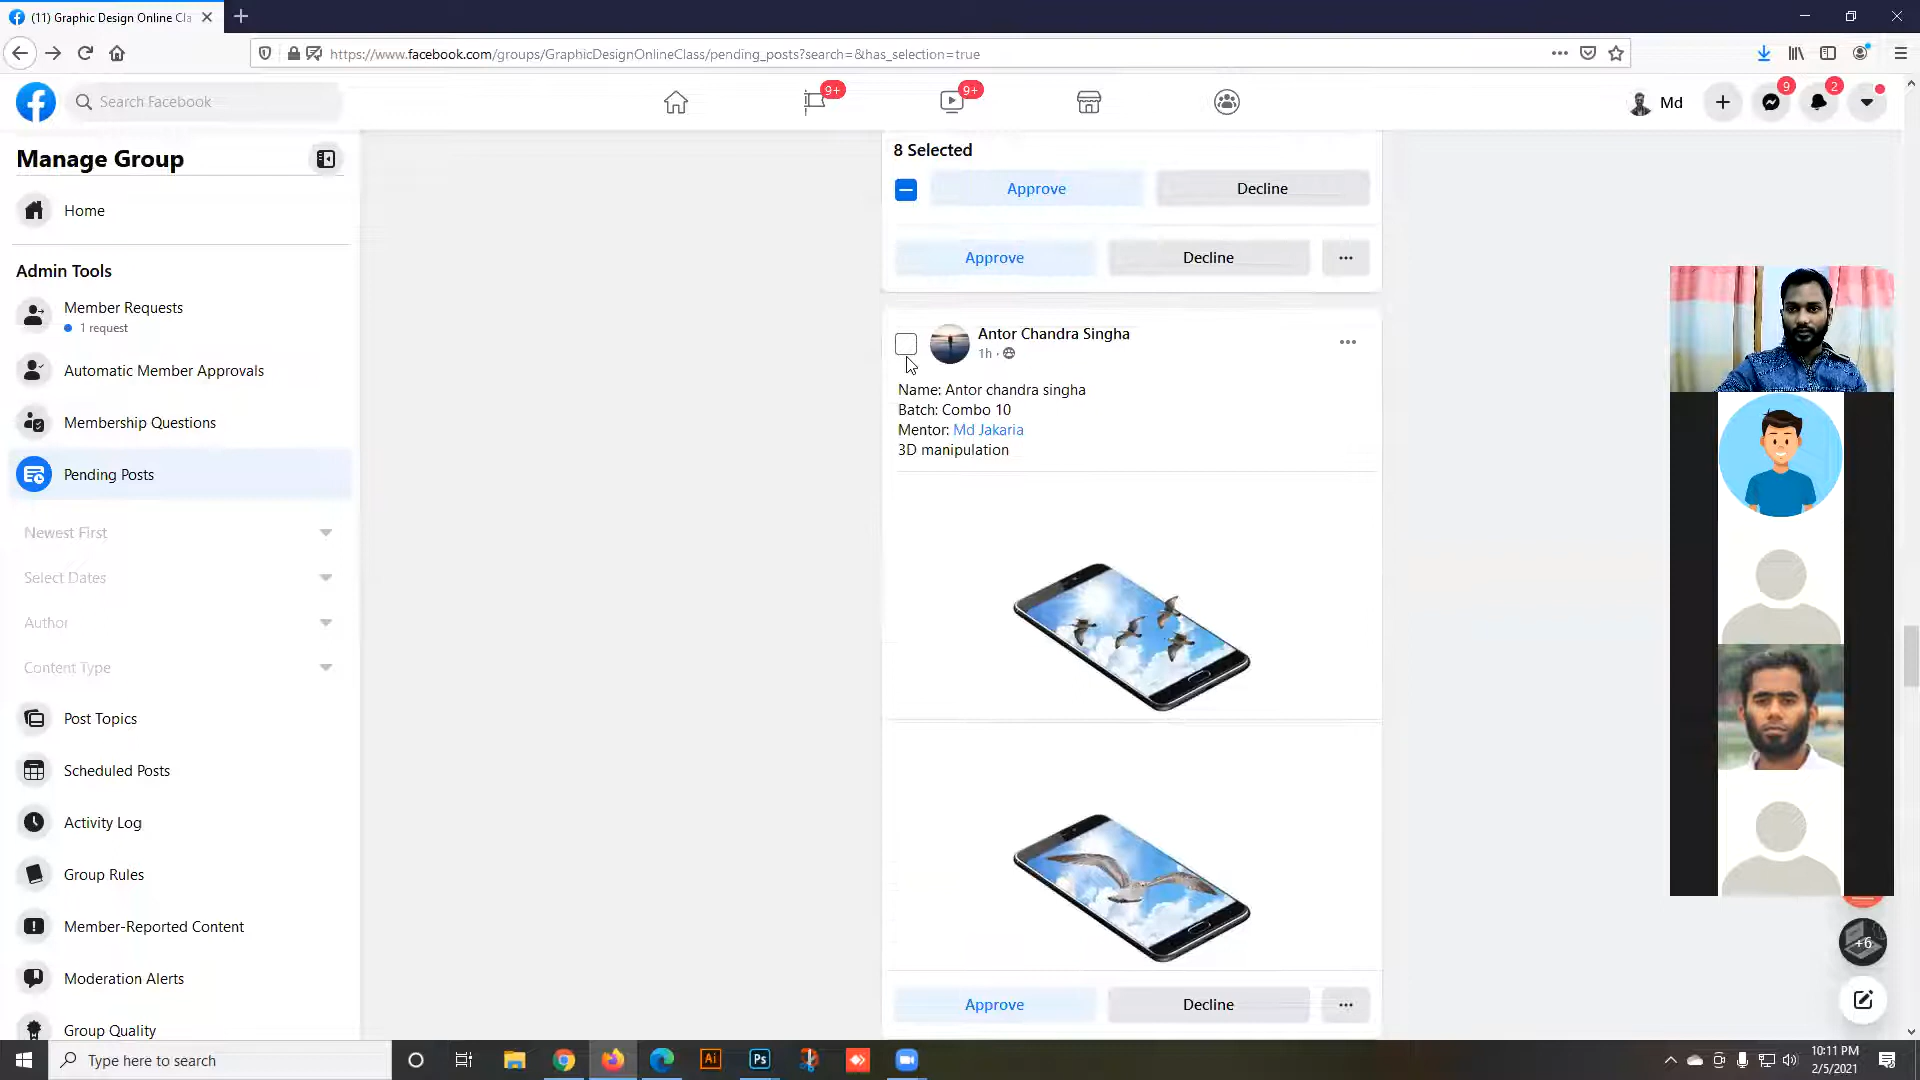 (11) Graphic Design Online Cla
https://www.facebook.com/groups/GraphicDesignOnlineClass/pending_posts?search=&has_selection=true
Search Facebook
9+
9+
Md
9
2
Manage Group
Home
Admin Tools
Member Requests
1 request
Automatic Member Approvals
Membership Questions
Pending Posts
Newest First
Select Dates
Author
Content Type
Post Topics
Scheduled Posts
Activity Log
Group Rules
Member-Reported Content
Moderation Alerts
Group Quality
8 Selected
Approve
Decline
Approve
Decline
Antor Chandra Singha
1h
Name: Antor chandra singha
Batch: Combo 10
Mentor: Md Jakaria
3D manipulation
Approve
Decline
+6
Type here to search
Ai
Ps
10:11 PM
2/5/2021